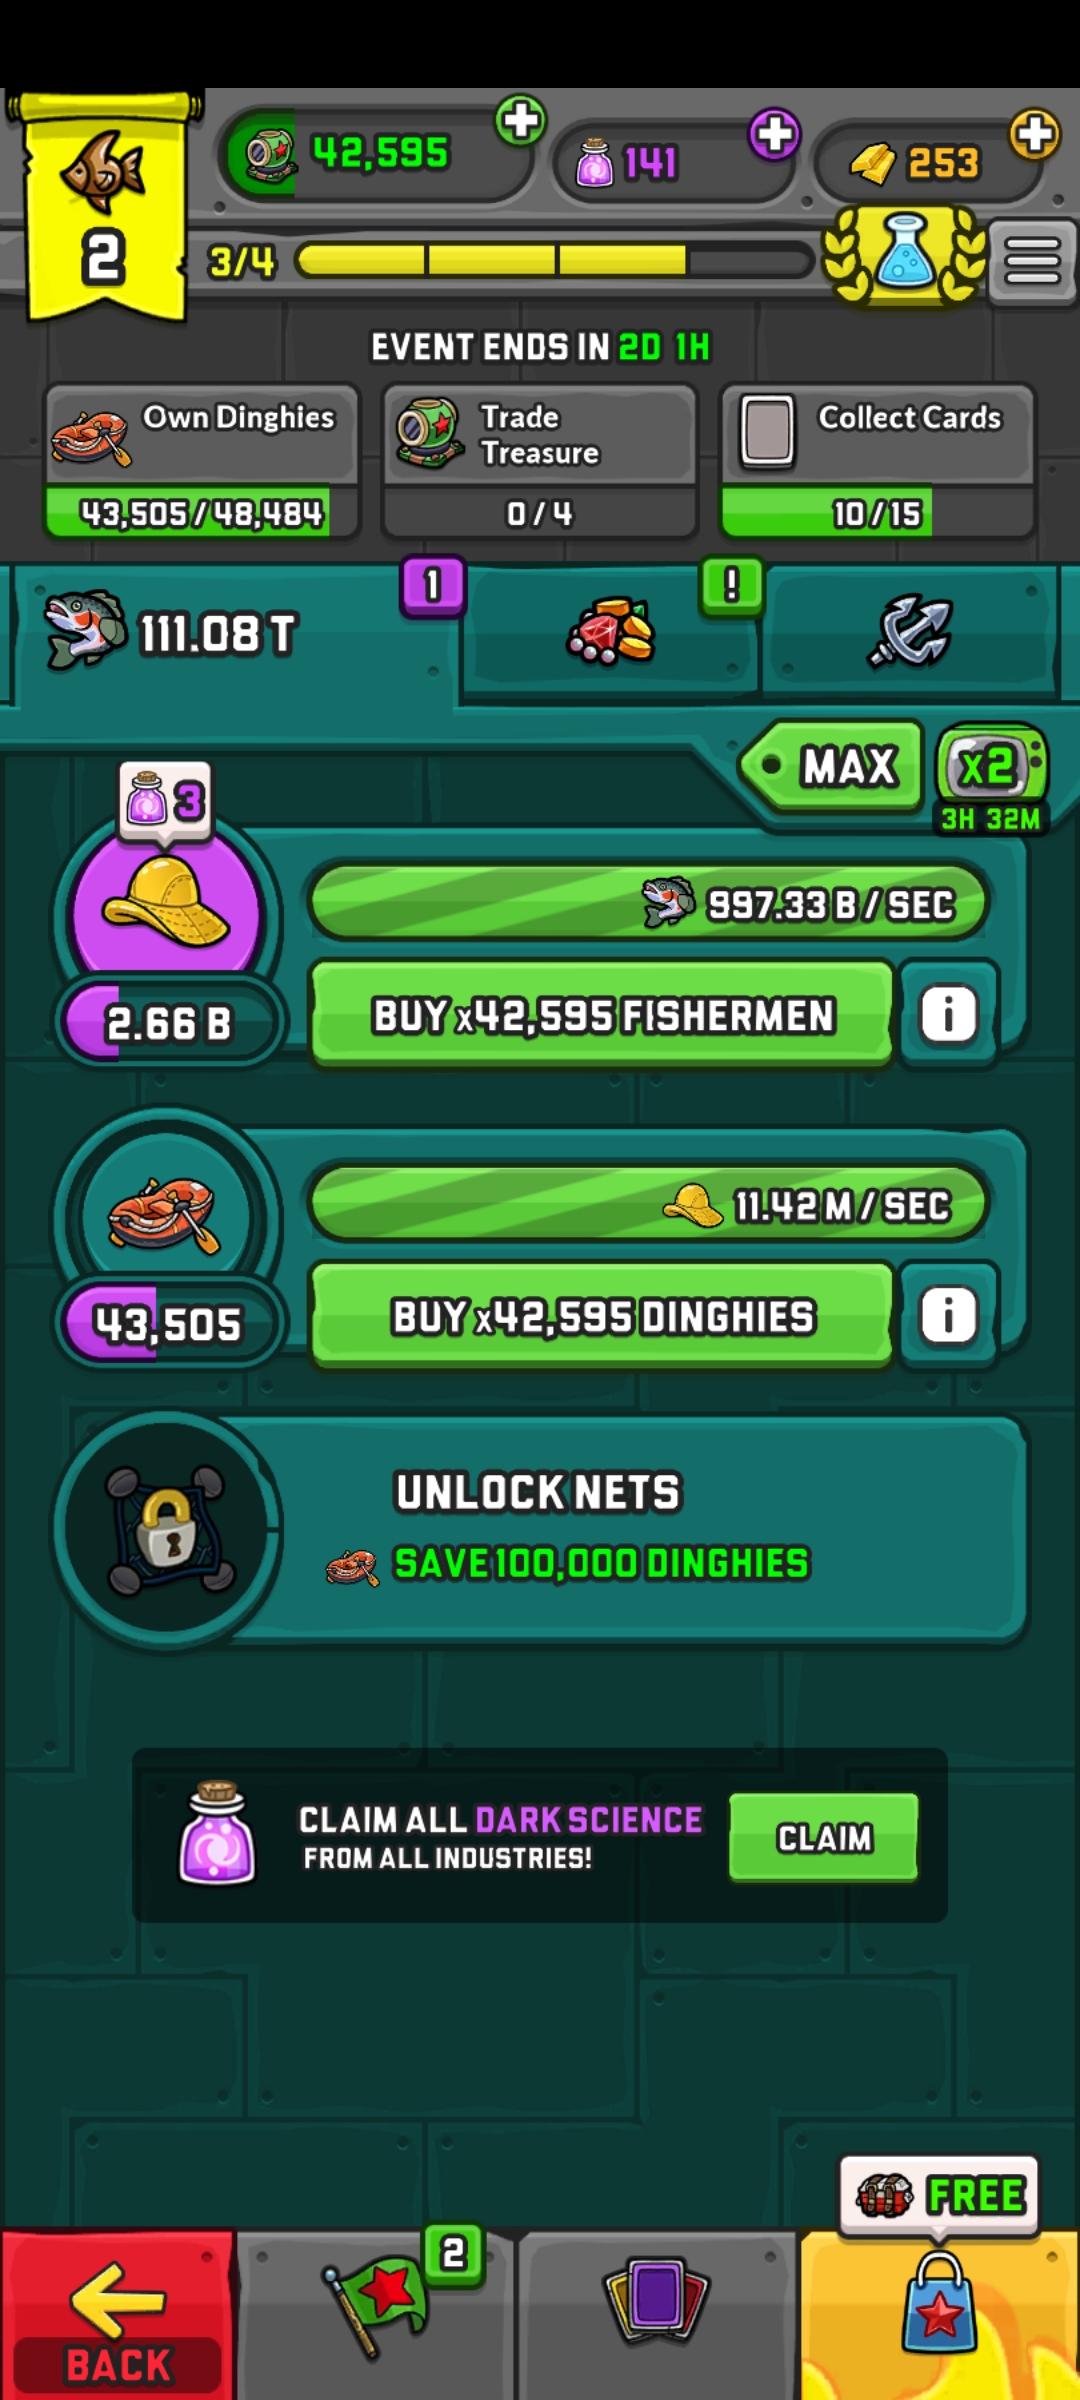 42,595
141
253
2
3/4
EVENT ENDS IN 2D 1H
Own Dinghies
43,505/48,484
Trade
Treasure
0/4
Collect Cards
10/15
111.08 T
1
!
MAX
x2
3H 32M
3
997.33 B / SEC
2.66 B
BUY x42,595 FISHERMEN
i
11.42 M / SEC
43,505
BUY x42,595 DINGHIES
i
UNLOCK NETS
SAVE 100,000 DINGHIES
CLAIM ALL DARK SCIENCE
FROM ALL INDUSTRIES!
CLAIM
FREE
2
BACK